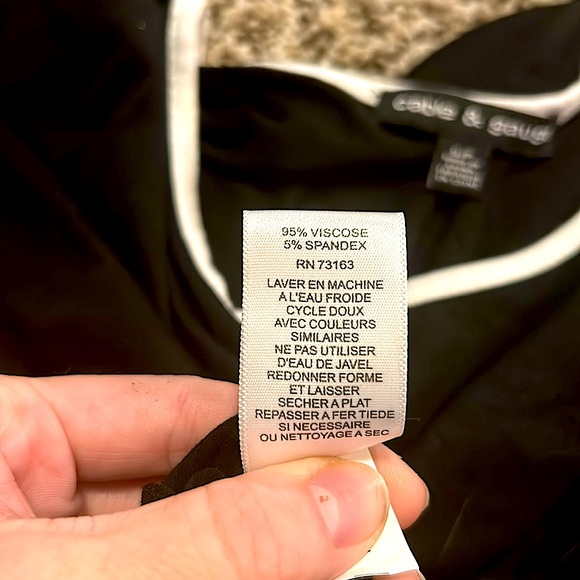 cable & gauge
95% VISCOSE
5% SPANDEX
RN 73163
LAVER EN MACHINE
A L'EAU FROIDE
CYCLE DOUX
AVEC COULEURS
SIMILAIRES
NE PAS UTILISER
D'EAU DE JAVEL
REDONNER FORME
ET LAISSER
SECHER A PLAT
REPASSER A FER TIEDE
SI NECESSAIRE
OU NETTOYAGE A SEC